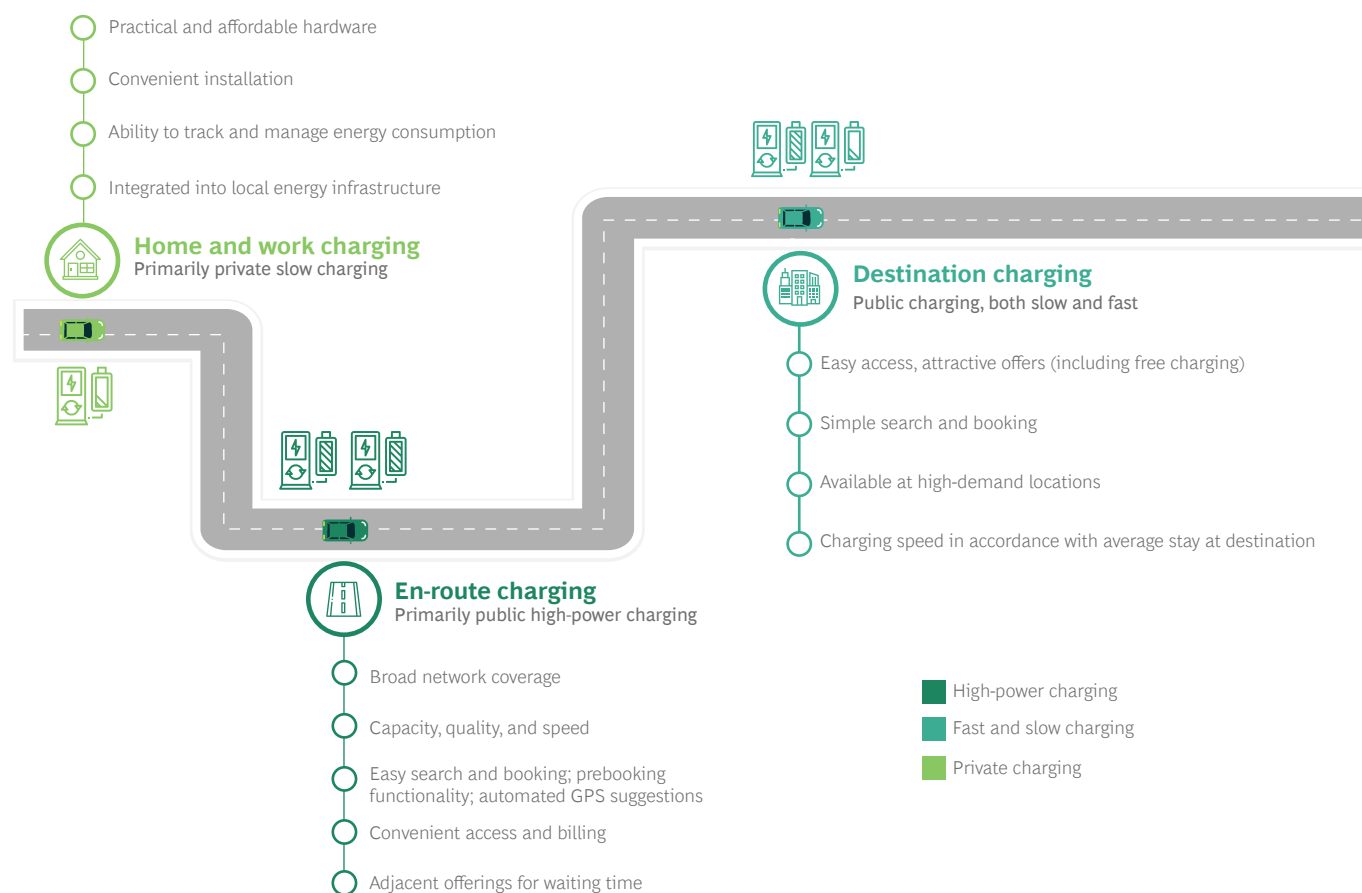 Practical and affordable hardware
Convenient installation
Ability to track and manage energy consumption
Integrated into local energy infrastructure
Home and work charging
Primarily private slow charging
Destination charging
Public charging, both slow and fast
Easy access, attractive offers (including free charging)
Simple search and booking
Available at high-demand locations
Charging speed in accordance with average stay at destination
En-route charging
Primarily public high-power charging
Broad network coverage
Capacity, quality, and speed
Easy search and booking; prebooking
functionality; automated GPS suggestions
Convenient access and billing
Adjacent offerings for waiting time
High-power charging
Fast and slow charging
Private charging